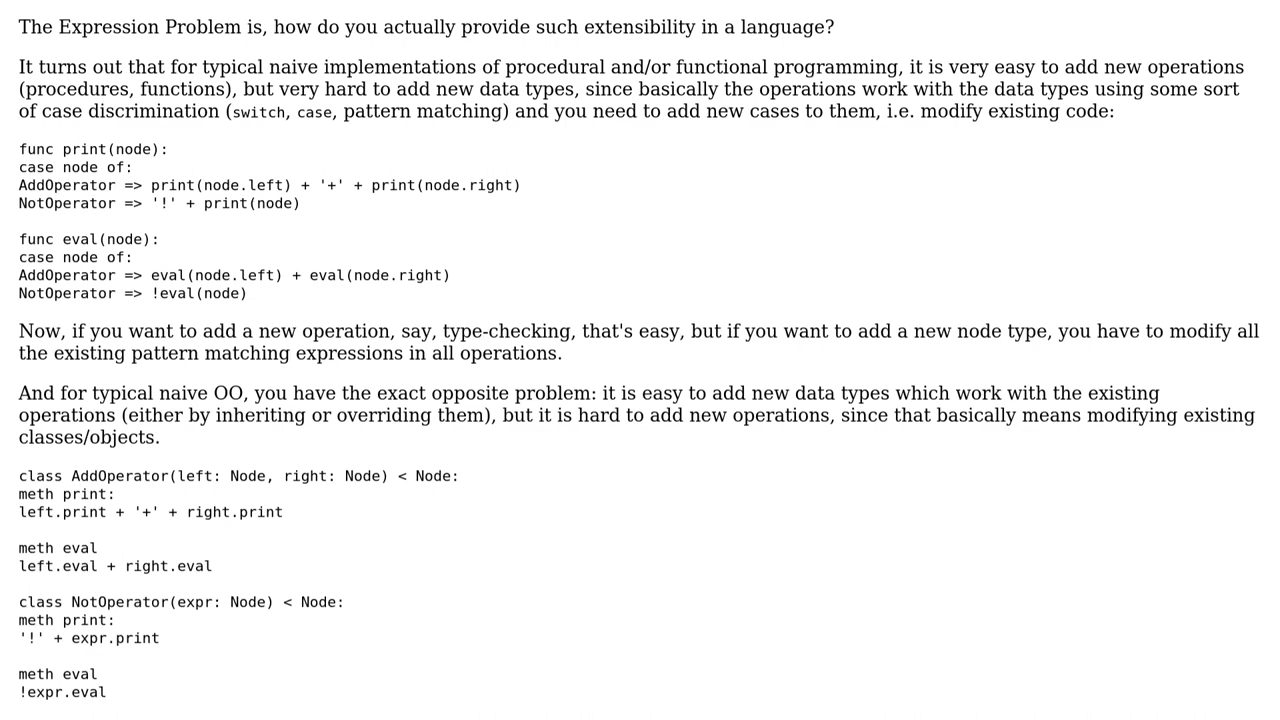 The Expression Problem is, how do you actually provide such extensibility in a language?
It turns out that for typical naive implementations of procedural and/or functional programming, it is very easy to add new operations
(procedures, functions), but very hard to add new data types, since basically the operations work with the data types using some sort
of case discrimination (switch, case, pattern matching) and you need to add new cases to them, i.e. modify existing code:
func print(node):
case node of:
AddOperator => print(node.left) + '+' + print(node.right)
NotOperator => '!' + print(node)
func eval(node):
case node of:
AddOperator => eval(node.left) + eval(node.right)
NotOperator => !eval(node)
Now, if you want to add a new operation, say, type-checking, that's easy, but if you want to add a new node type, you have to modify all
the existing pattern matching expressions in all operations.
And for typical naive OO, you have the exact opposite problem: it is easy to add new data types which work with the existing
operations (either by inheriting or overriding them), but it is hard to add new operations, since that basically means modifying existing
classes/objects.
class AddOperator(left: Node, right: Node) < Node:
meth print:
left.print + '+' + right.print
meth eval
left.eval + right.eval
class NotOperator(expr: Node) < Node:
meth print:
'!' + expr.print
meth eval
!expr.eval